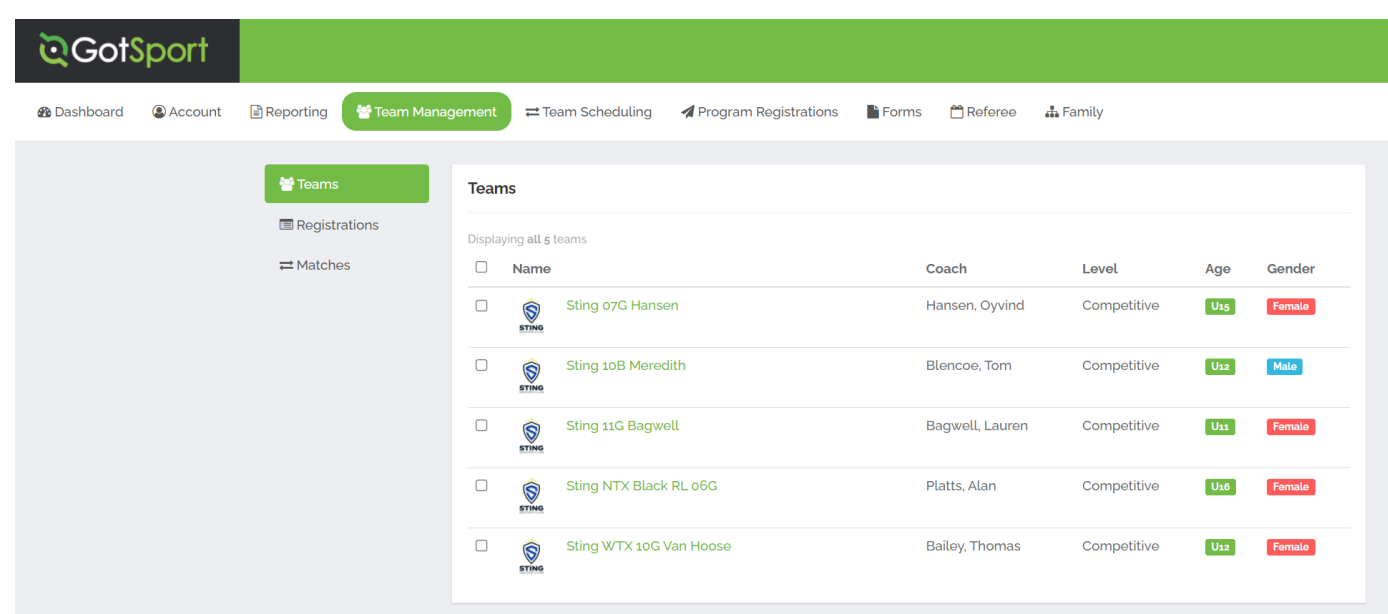 GotSport
Dashboard Account Reporting Team Management Team Scheduling Program Registrations Forms Referee Family
Teams
Registrations
Matches
Teams
Displaying all 5 teams
Name Coach Level Age Gender
STING Sting 07G Hansen Hansen, Oyvind Competitive U15 Female
STING Sting 10B Meredith Blencoe, Tom Competitive U12 Male
STING Sting 11G Bagwell Bagwell, Lauren Competitive U11 Female
STING Sting NTX Black RL 06G Platts, Alan Competitive U16 Female
STING Sting WTX 10G Van Hoose Bailey, Thomas Competitive U12 Female